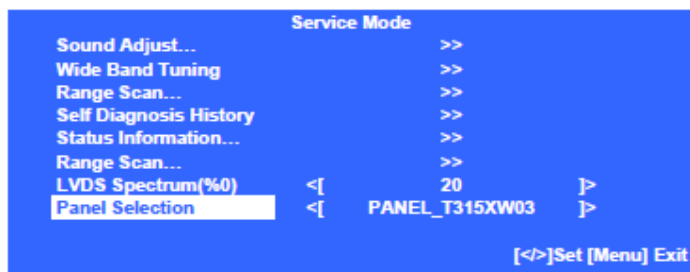 Service Mode
Sound Adjust... >>
Wide Band Tuning >>
Range Scan... >>
Self Diagnosis History >>
Status Information... >>
Range Scan... >>
LVDS Spectrum(%0) <[ 20 ]>
Panel Selection <[ PANEL_T315XW03 ]>
[</>]Set [Menu] Exit